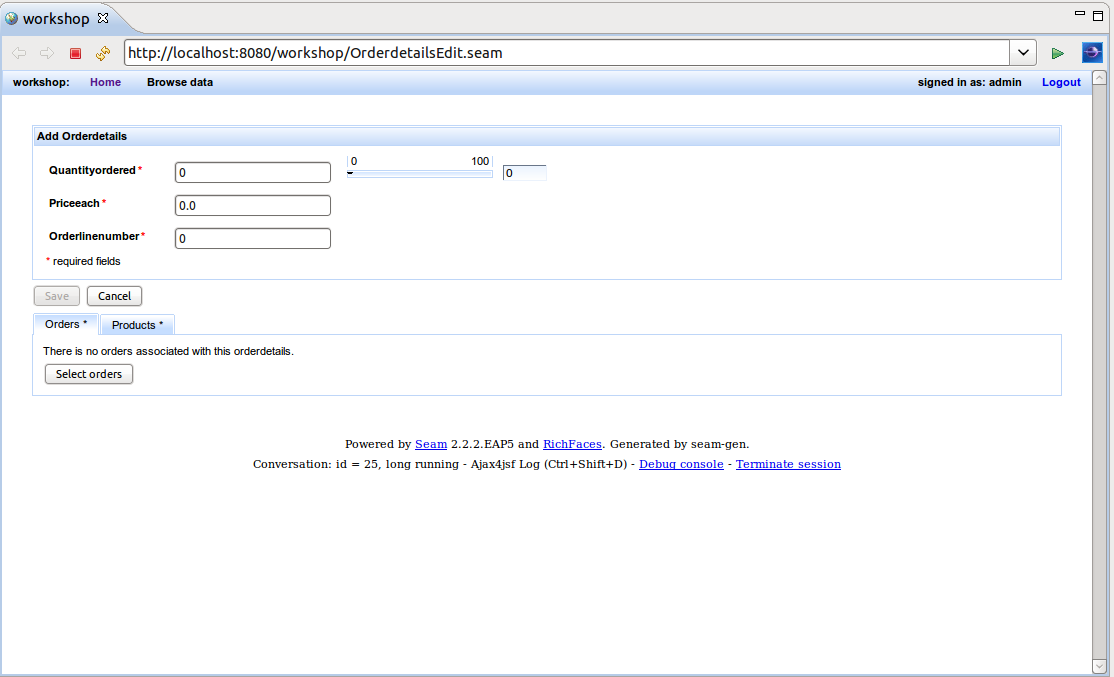 workshop
http://localhost:8080/workshop/OrderdetailsEdit.seam
workshop: Home Browse data signed in as: admin Logout
Add Orderdetails
Quantityordered * 0 0 100 0
Priceeach * 0.0
Orderlinenumber * 0
* required fields
Save Cancel
Orders * Products *
There is no orders associated with this orderdetails.
Select orders
Powered by Seam 2.2.2.EAP5 and RichFaces. Generated by seam-gen.
Conversation: id = 25, long running - Ajax4jsf Log (Ctrl+Shift+D) - Debug console - Terminate session